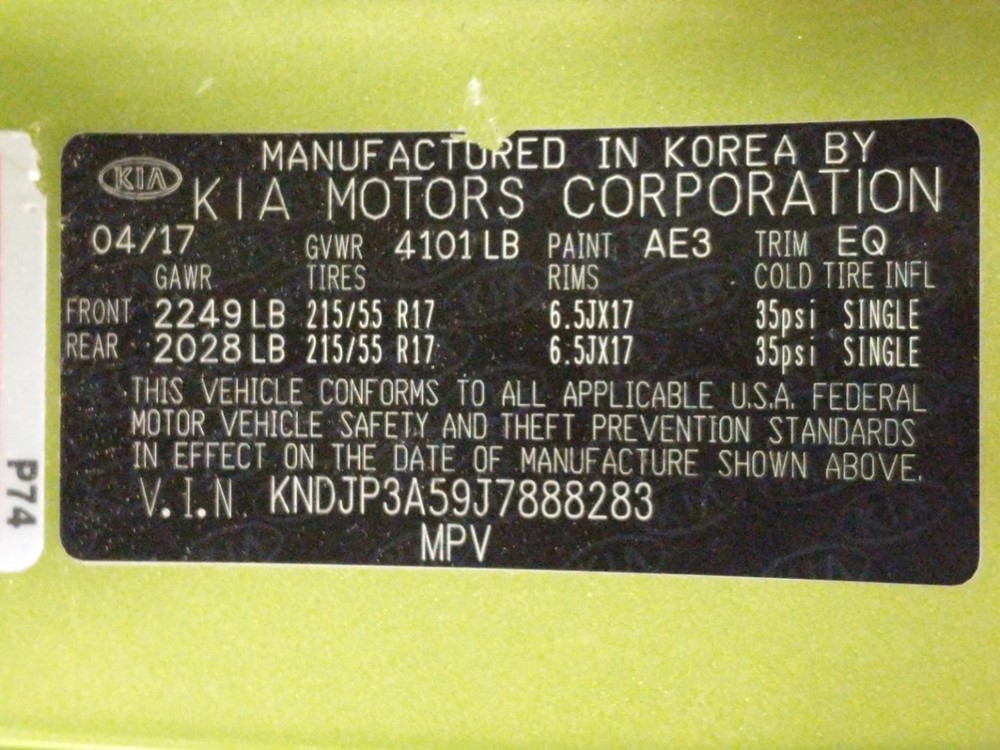 MANUFACTURED IN KOREA BY
KIA KIA MOTORS CORPORATION
04/17 GVWR 4101 LB PAINT AE3 TRIM EQ
GAWR TIRES RIMS COLD TIRE INFL
FRONT 2249 LB 215/55 R17 6.5JX17 35psi SINGLE
REAR 2028 LB 215/55 R17 6.5JX17 35psi SINGLE
THIS VEHICLE CONFORMS TO ALL APPLICABLE U.S.A. FEDERAL
MOTOR VEHICLE SAFETY AND THEFT PREVENTION STANDARDS
IN EFFECT ON THE DATE OF MANUFACTURE SHOWN ABOVE.
V.I.N. KNDJP3A59J7888283
MPV
P74